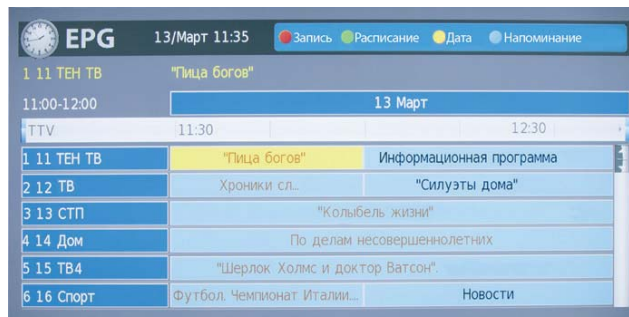 EPG 13/Март 11:35 Запись Расписание Дата Напоминание
1 11 ТЕН ТВ "Пица богов"
11:00-12:00 13 Март
TTV 11:30 12:30
1 11 ТЕН ТВ "Пица богов" Информационная программа
2 12 ТВ Хроники сл.. "Силуэты дома"
3 13 СТП "Колыбель жизни"
4 14 Дом По делам несовершеннолетних
5 15 ТВ4 "Шерлок Холмс и доктор Ватсон".
6 16 Спорт Футбол. Чемпионат Италии... Новости